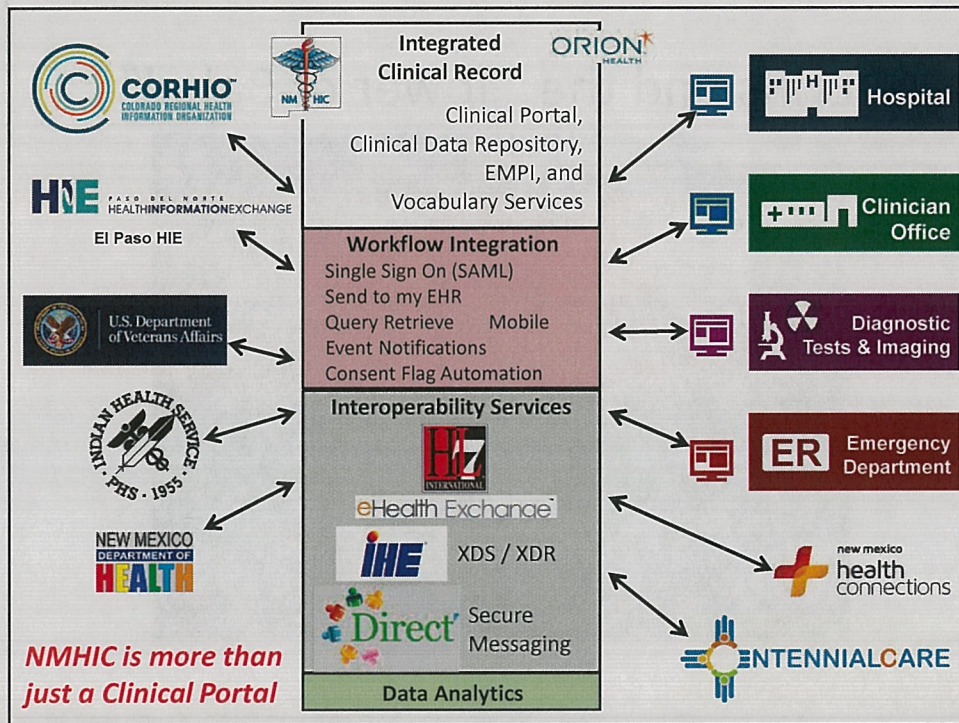 CORHIO™
COLORADO REGIONAL HEALTH
INFORMATION ORGANIZATION
HIE
PASO DEL NORTE
HEALTHINFORMATIONEXCHANGE
El Paso HIE
U.S. Department
of Veterans Affairs
INDIAN HEALTH SERVICE
PHS · 1955
NEW MEXICO
DEPARTMENT OF
HEALTH
NMHIC is more than
just a Clinical Portal
NM HIC
Integrated
Clinical Record
ORION
HEALTH
Clinical Portal,
Clinical Data Repository,
EMPI, and
Vocabulary Services
Workflow Integration
Single Sign On (SAML)
Send to my EHR
Query Retrieve Mobile
Event Notifications
Consent Flag Automation
Interoperability Services
HL7
INTERNATIONAL
eHealth Exchange™
IHE XDS / XDR
Direct Secure
Messaging
Data Analytics
H
Hospital
Clinician
Office
Diagnostic
Tests & Imaging
ER
Emergency
Department
new mexico
health
connections
CENTENNIALCARE